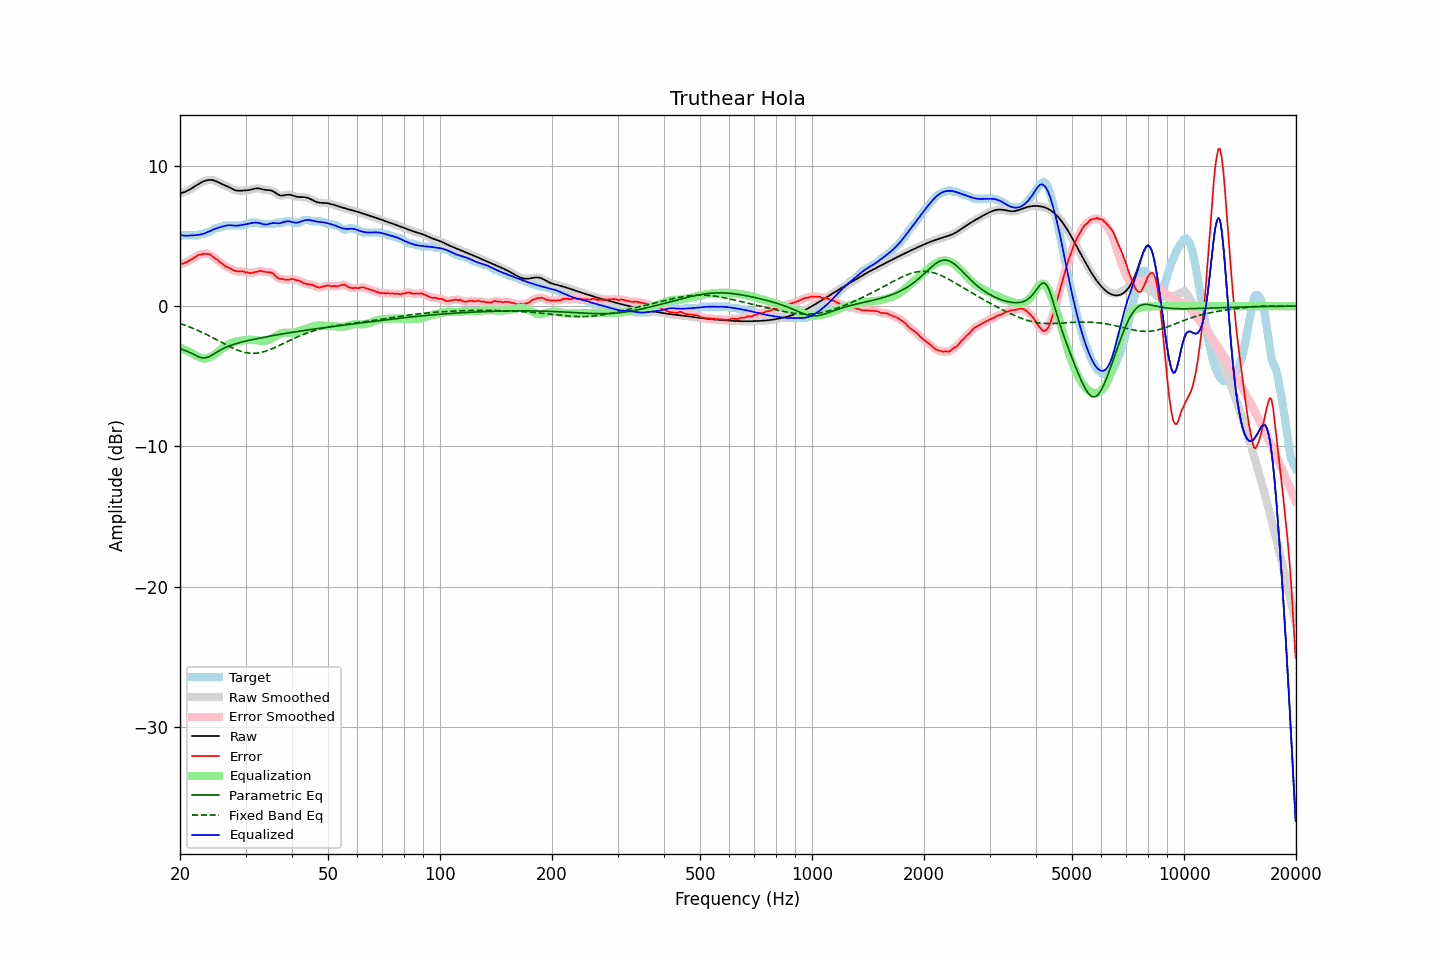 Truthear Hola
Amplitude (dBr)
10
0
−10
−20
−30
Target
Raw Smoothed
Error Smoothed
Raw
Error
Equalization
Parametric Eq
Fixed Band Eq
Equalized
20 50 100 200 500 1000 2000 5000 10000 20000
Frequency (Hz)